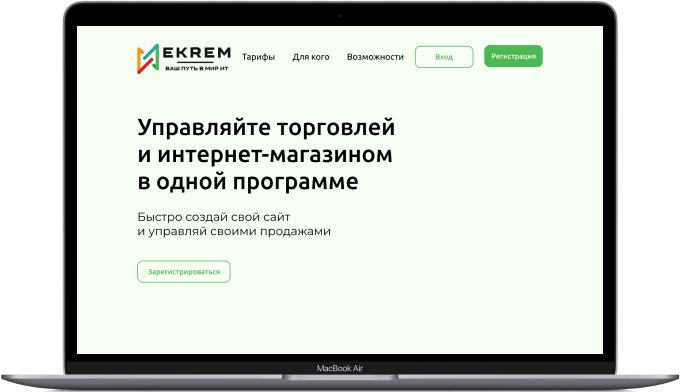 EKREM
ВАШ ПУТЬ В МИР ИТ
Тарифы
Для кого
Возможности
Вход
Регистрация
Управляйте торговлей
и интернет-магазином
в одной программе
Быстро создай свой сайт
и управляй своими продажами
Зарегистрироваться
MacBook Air